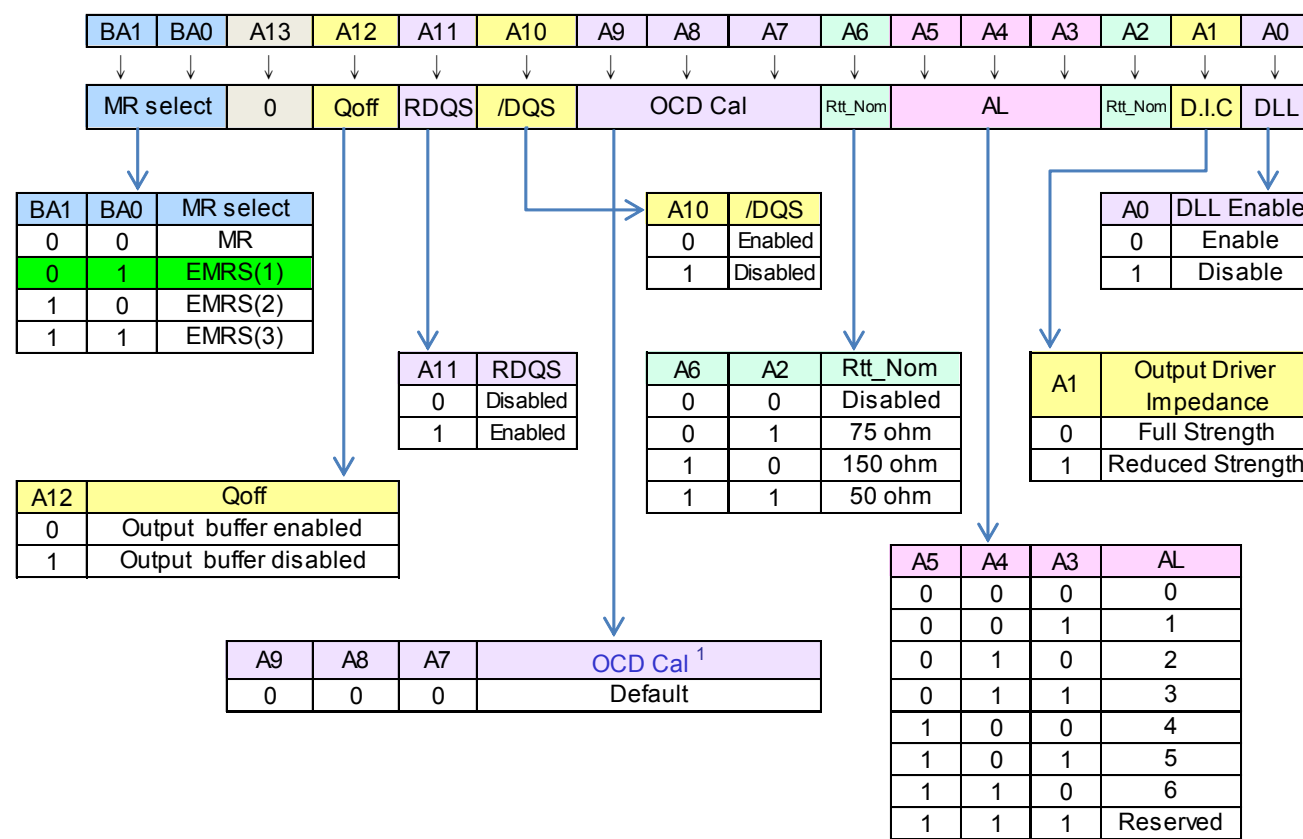 BA1 BA0 A13 A12 A11 A10 A9 A8 A7 A6 A5 A4 A3 A2 A1 A0
MR select 0 Qoff RDQS /DQS OCD Cal Rtt_Nom AL Rtt_Nom D.I.C DLL
BA1 BA0 MR select
0 0 MR
0 1 EMRS(1)
1 0 EMRS(2)
1 1 EMRS(3)
A10 /DQS
0 Enabled
1 Disabled
A0 DLL Enable
0 Enable
1 Disable
A11 RDQS
0 Disabled
1 Enabled
A6 A2 Rtt_Nom
0 0 Disabled
0 1 75 ohm
1 0 150 ohm
1 1 50 ohm
A1 Output Driver
Impedance
0 Full Strength
1 Reduced Strength
A12 Qoff
0 Output buffer enabled
1 Output buffer disabled
A5 A4 A3 AL
0 0 0 0
0 0 1 1
0 1 0 2
0 1 1 3
1 0 0 4
1 0 1 5
1 1 0 6
1 1 1 Reserved
A9 A8 A7 OCD Cal 1
0 0 0 Default